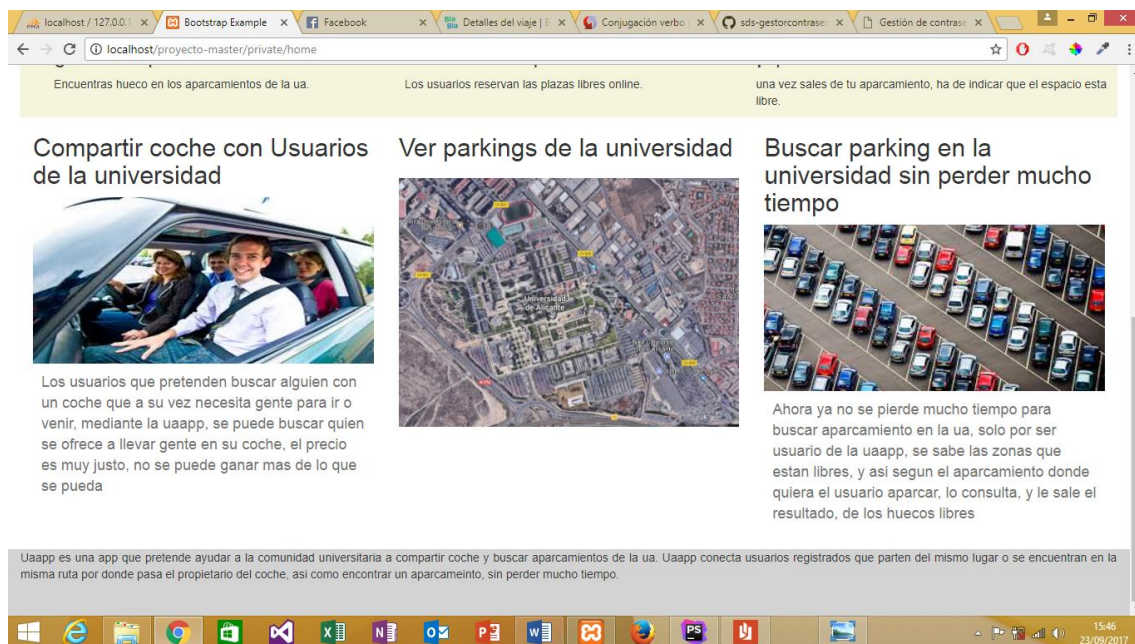 localhost / 127.0.0.1
Bootstrap Example
Facebook
Detalles del viaje | B
Conjugación verbo
sds-gestorcontraser
Gestión de contrase
localhost/proyecto-master/private/home
Encuentras hueco en los aparcamientos de la ua.
Los usuarios reservan las plazas libres online.
una vez sales de tu aparcamiento, ha de indicar que el espacio esta
libre.
Compartir coche con Usuarios
de la universidad
Los usuarios que pretenden buscar alguien con
un coche que a su vez necesita gente para ir o
venir, mediante la uaapp, se puede buscar quien
se ofrece a llevar gente en su coche, el precio
es muy justo, no se puede ganar mas de lo que
se pueda
Ver parkings de la universidad
Universidad
de Alicante
Buscar parking en la
universidad sin perder mucho
tiempo
Ahora ya no se pierde mucho tiempo para
buscar aparcamiento en la ua, solo por ser
usuario de la uaapp, se sabe las zonas que
estan libres, y asi segun el aparcamiento donde
quiera el usuario aparcar, lo consulta, y le sale el
resultado, de los huecos libres
Uaapp es una app que pretende ayudar a la comunidad universitaria a compartir coche y buscar aparcamientos de la ua. Uaapp conecta usuarios registrados que parten del mismo lugar o se encuentran en la
misma ruta por donde pasa el propietario del coche, asi como encontrar un aparcameinto, sin perder mucho tiempo.
15:46
23/09/2017